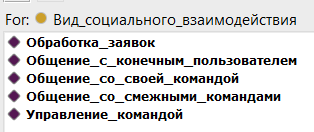 For: Вид_социального_взаимодействия
Обработка_заявок
Общение_с_конечным_пользователем
Общение_со_своей_командой
Общение_со_смежными_командами
Управление_командой